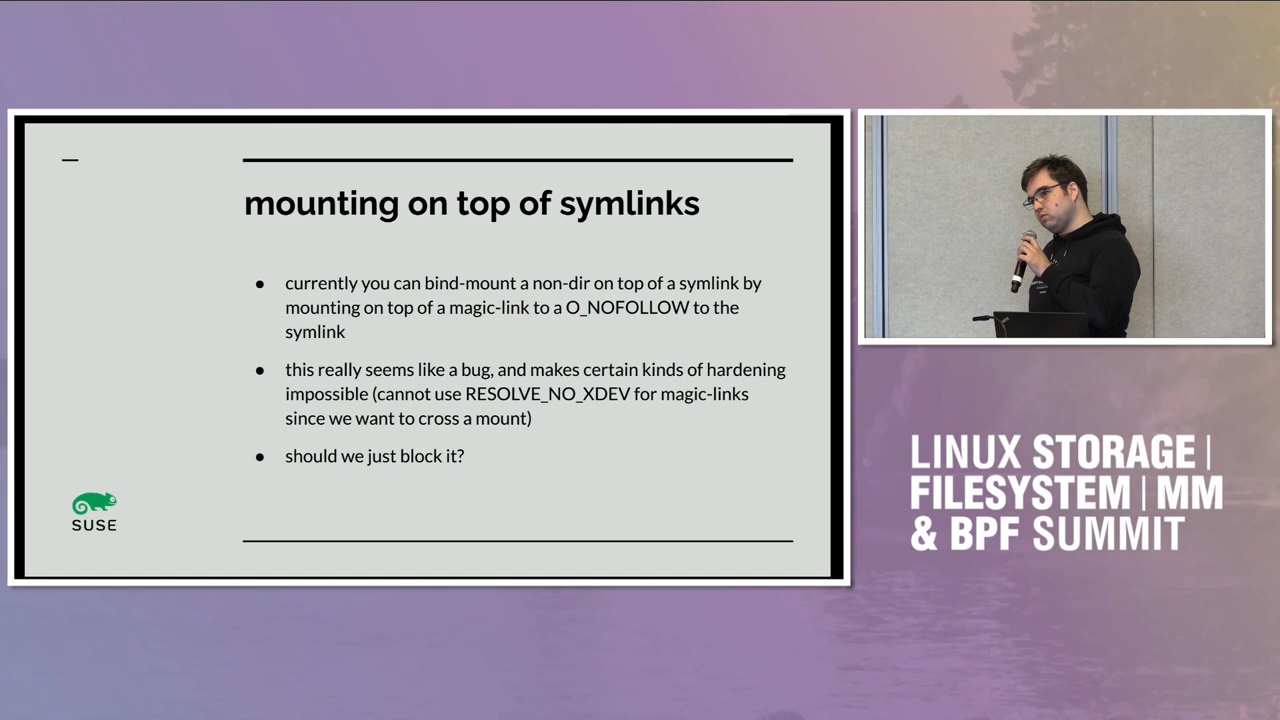 mounting on top of symlinks
● currently you can bind-mount a non-dir on top of a symlink by
mounting on top of a magic-link to a O_NOFOLLOW to the
symlink
● this really seems like a bug, and makes certain kinds of hardening
impossible (cannot use RESOLVE_NO_XDEV for magic-links
since we want to cross a mount)
● should we just block it?
SUSE
LINUX STORAGE |
FILESYSTEM | MM
& BPF SUMMIT